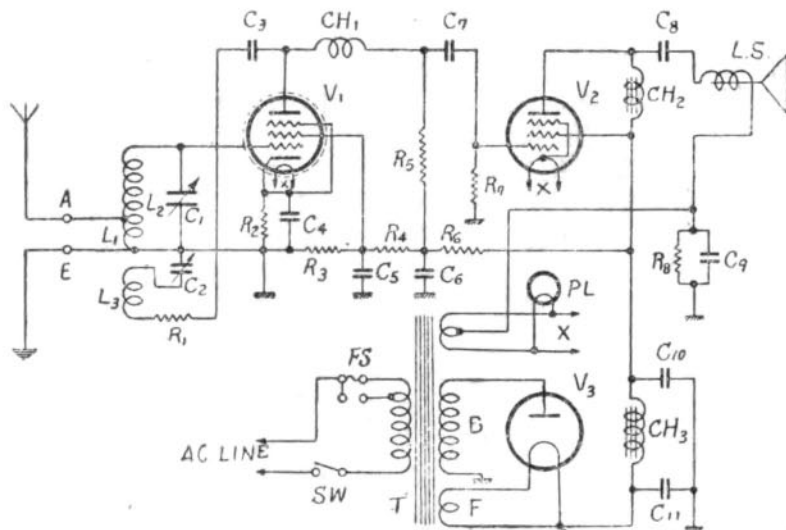 C3
CH1
C7
C8
L.S.
V1
V2
CH2
A
L2
C1
X
R5
R7
X
L1
R2
C4
E
R3
R4
R6
R8
C9
L3
C2
C5
C6
R1
PL
X
FS
C10
V3
B
CH3
AC LINE
SW
T
F
C11